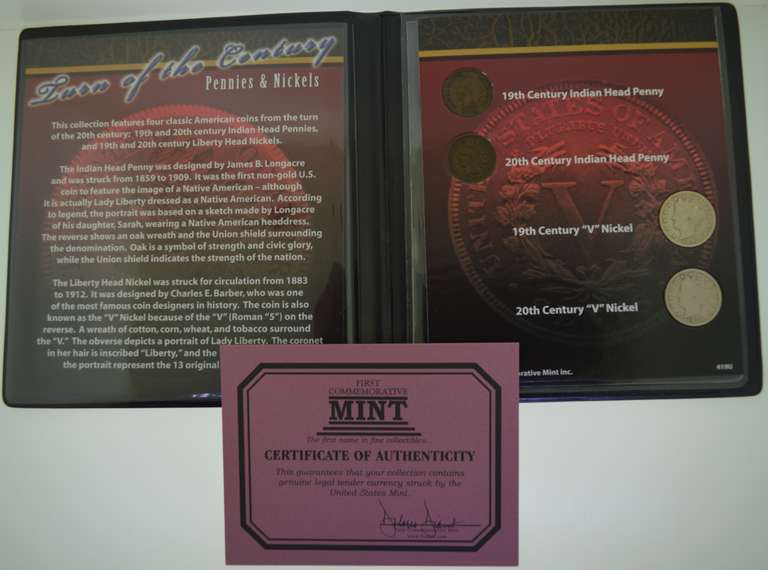 Turn of the Century
Pennies & Nickels
This collection features four classic American coins from the turn
of the 20th century: 19th and 20th century Indian Head Pennies,
and 19th and 20th century Liberty Head Nickels.
The Indian Head Penny was designed by James B. Longacre
and was struck from 1859 to 1909. It was the first non-gold U.S.
coin to feature the image of a Native American – although
it is actually Lady Liberty dressed as a Native American. According
to legend, the portrait was based on a sketch made by Longacre
of his daughter, Sarah, wearing a Native American headdress.
The reverse shows an oak wreath and the Union shield surrounding
the denomination. Oak is a symbol of strength and civic glory,
while the Union shield indicates the strength of the nation.
The Liberty Head Nickel was struck for circulation from 1883
to 1912. It was designed by Charles E. Barber, who was one
of the most famous coin designers in history. The coin is also
known as the "V" Nickel because of the "V" (Roman "5") on the
reverse. A wreath of cotton, corn, wheat, and tobacco surround
the "V." The obverse depicts a portrait of Lady Liberty. The coronet
in her hair is inscribed "Liberty," and the
the portrait represent the 13 original
19th Century Indian Head Penny
20th Century Indian Head Penny
19th Century "V" Nickel
20th Century "V" Nickel
orative Mint inc.
FIRST
COMMEMORATIVE
MINT
The first name in fine collectibles...
CERTIFICATE OF AUTHENTICITY
This guarantees that your collection contains
genuine legal tender currency struck by the
United States Mint.